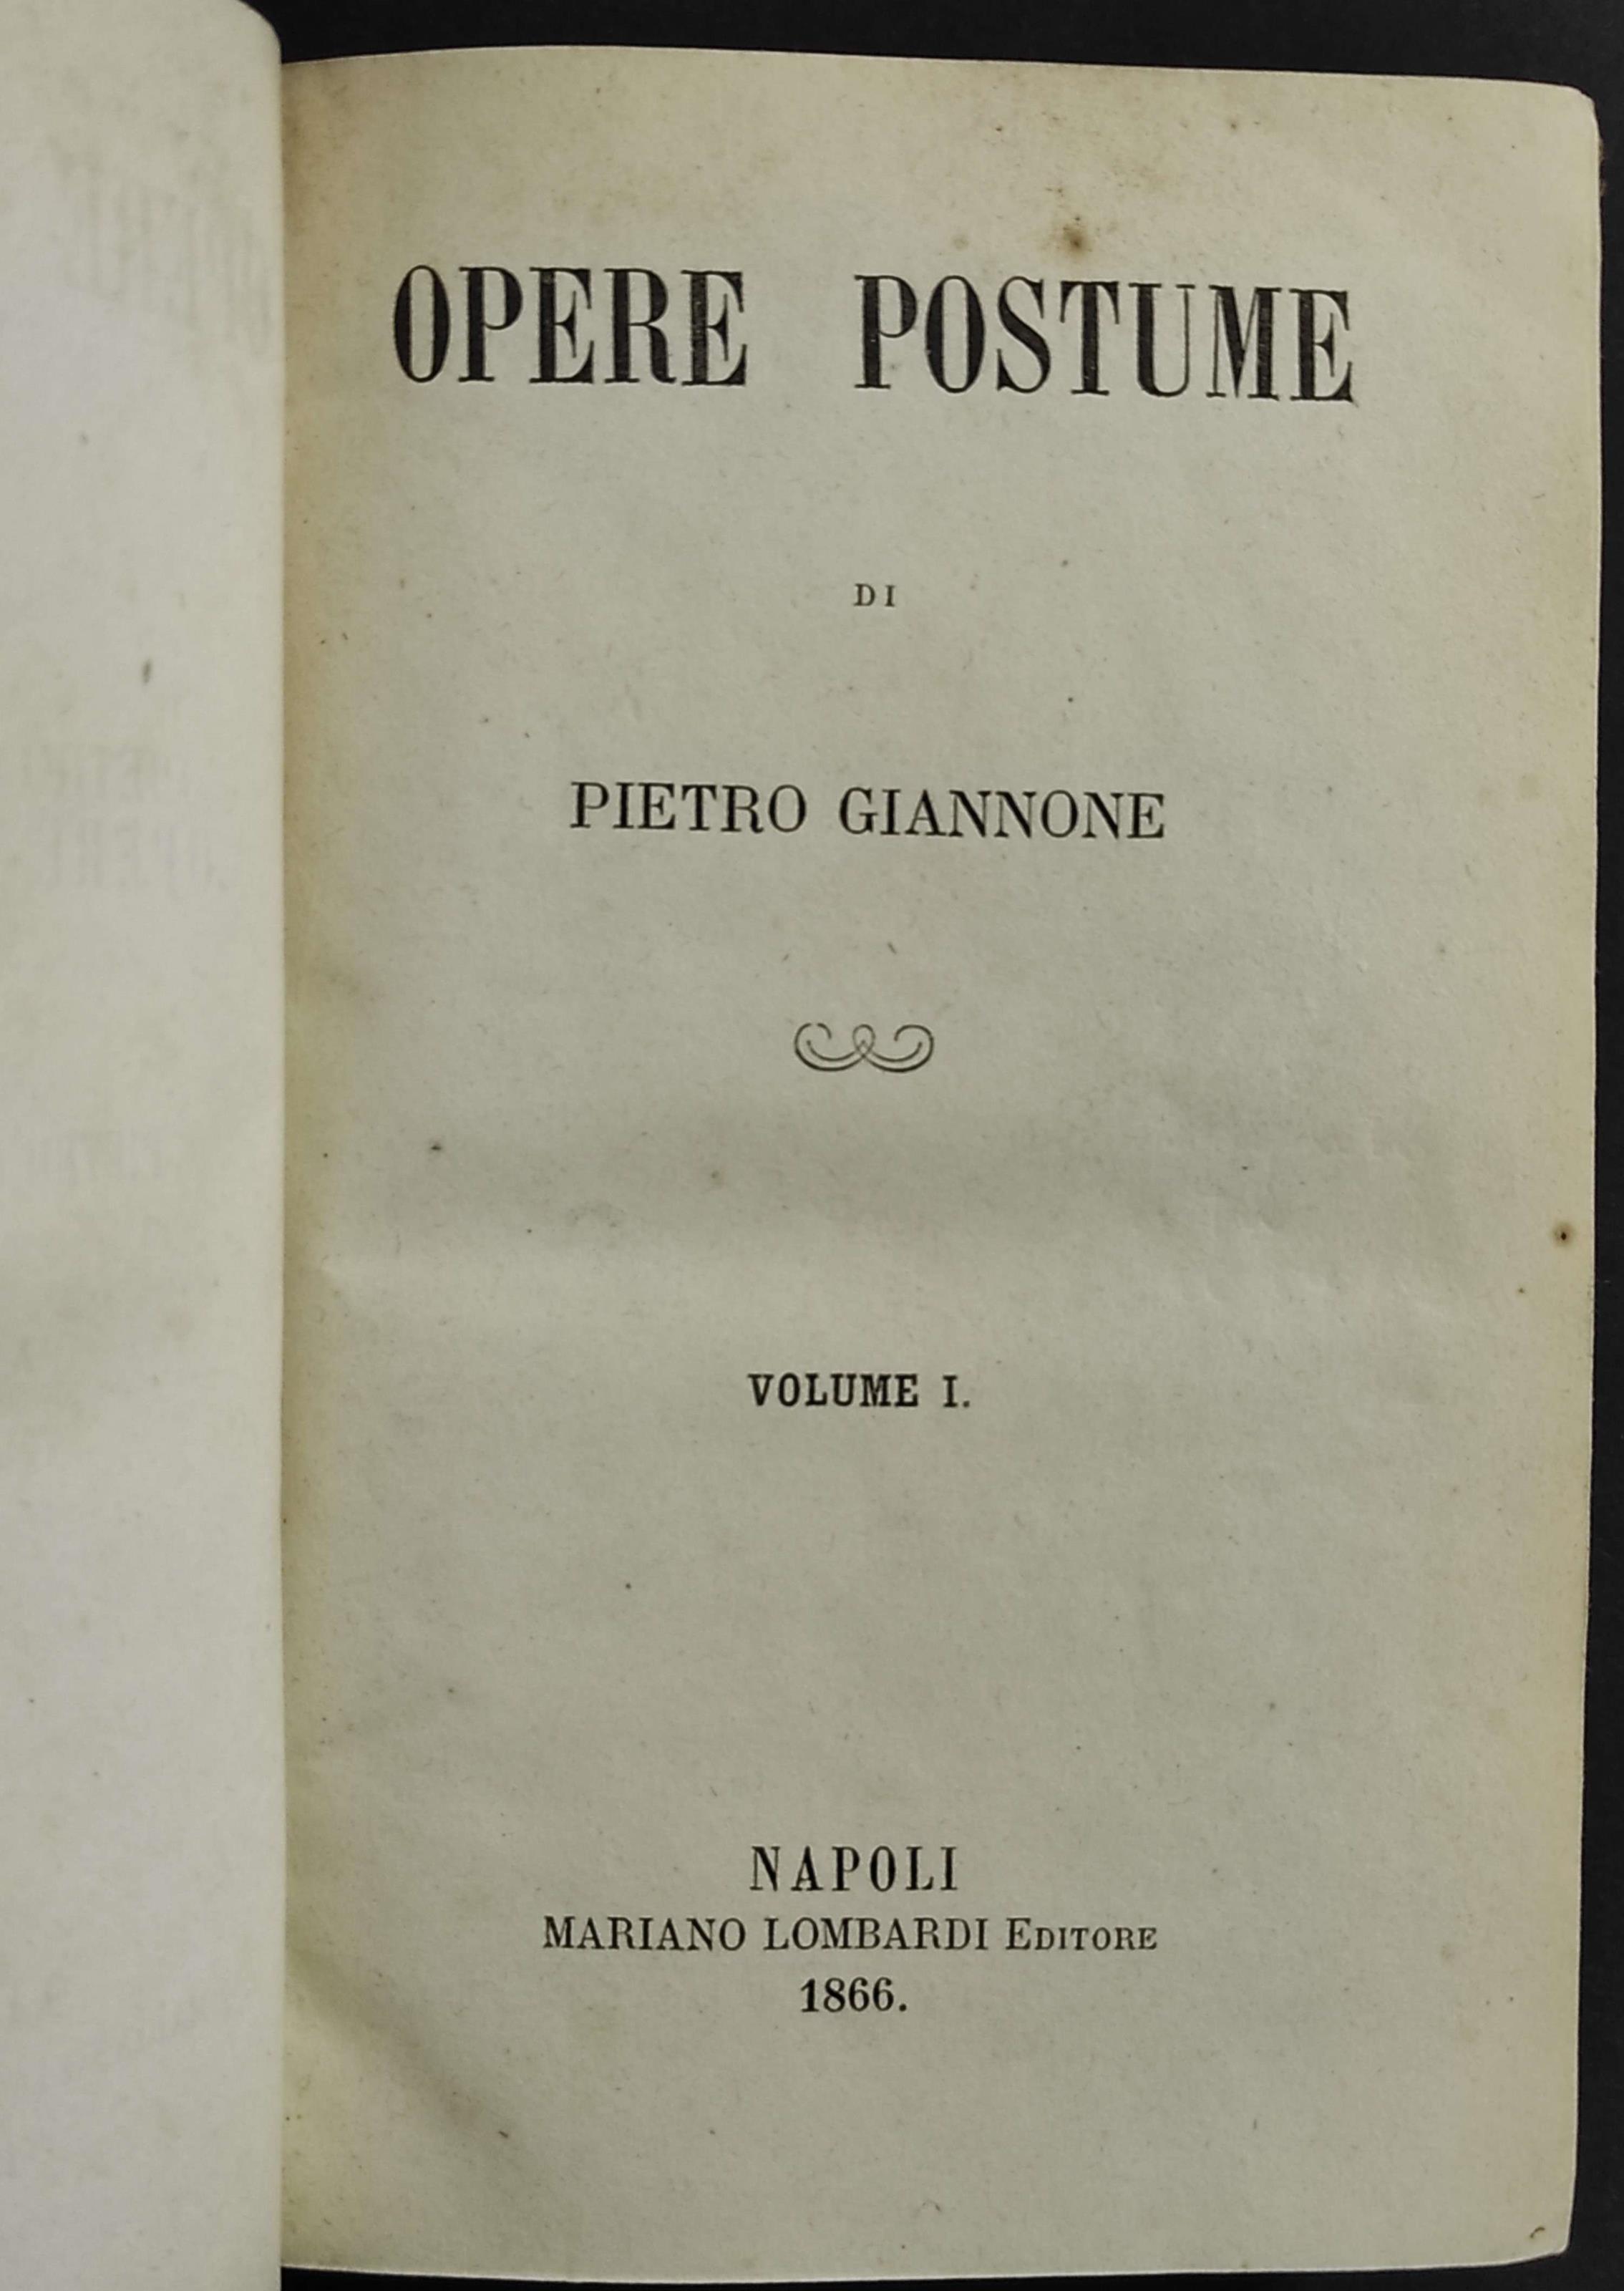 OPERE POSTUME
DI
PIETRO GIANNONE
VOLUME I.
NAPOLI
MARIANO LOMBARDI EDITORE
1866.